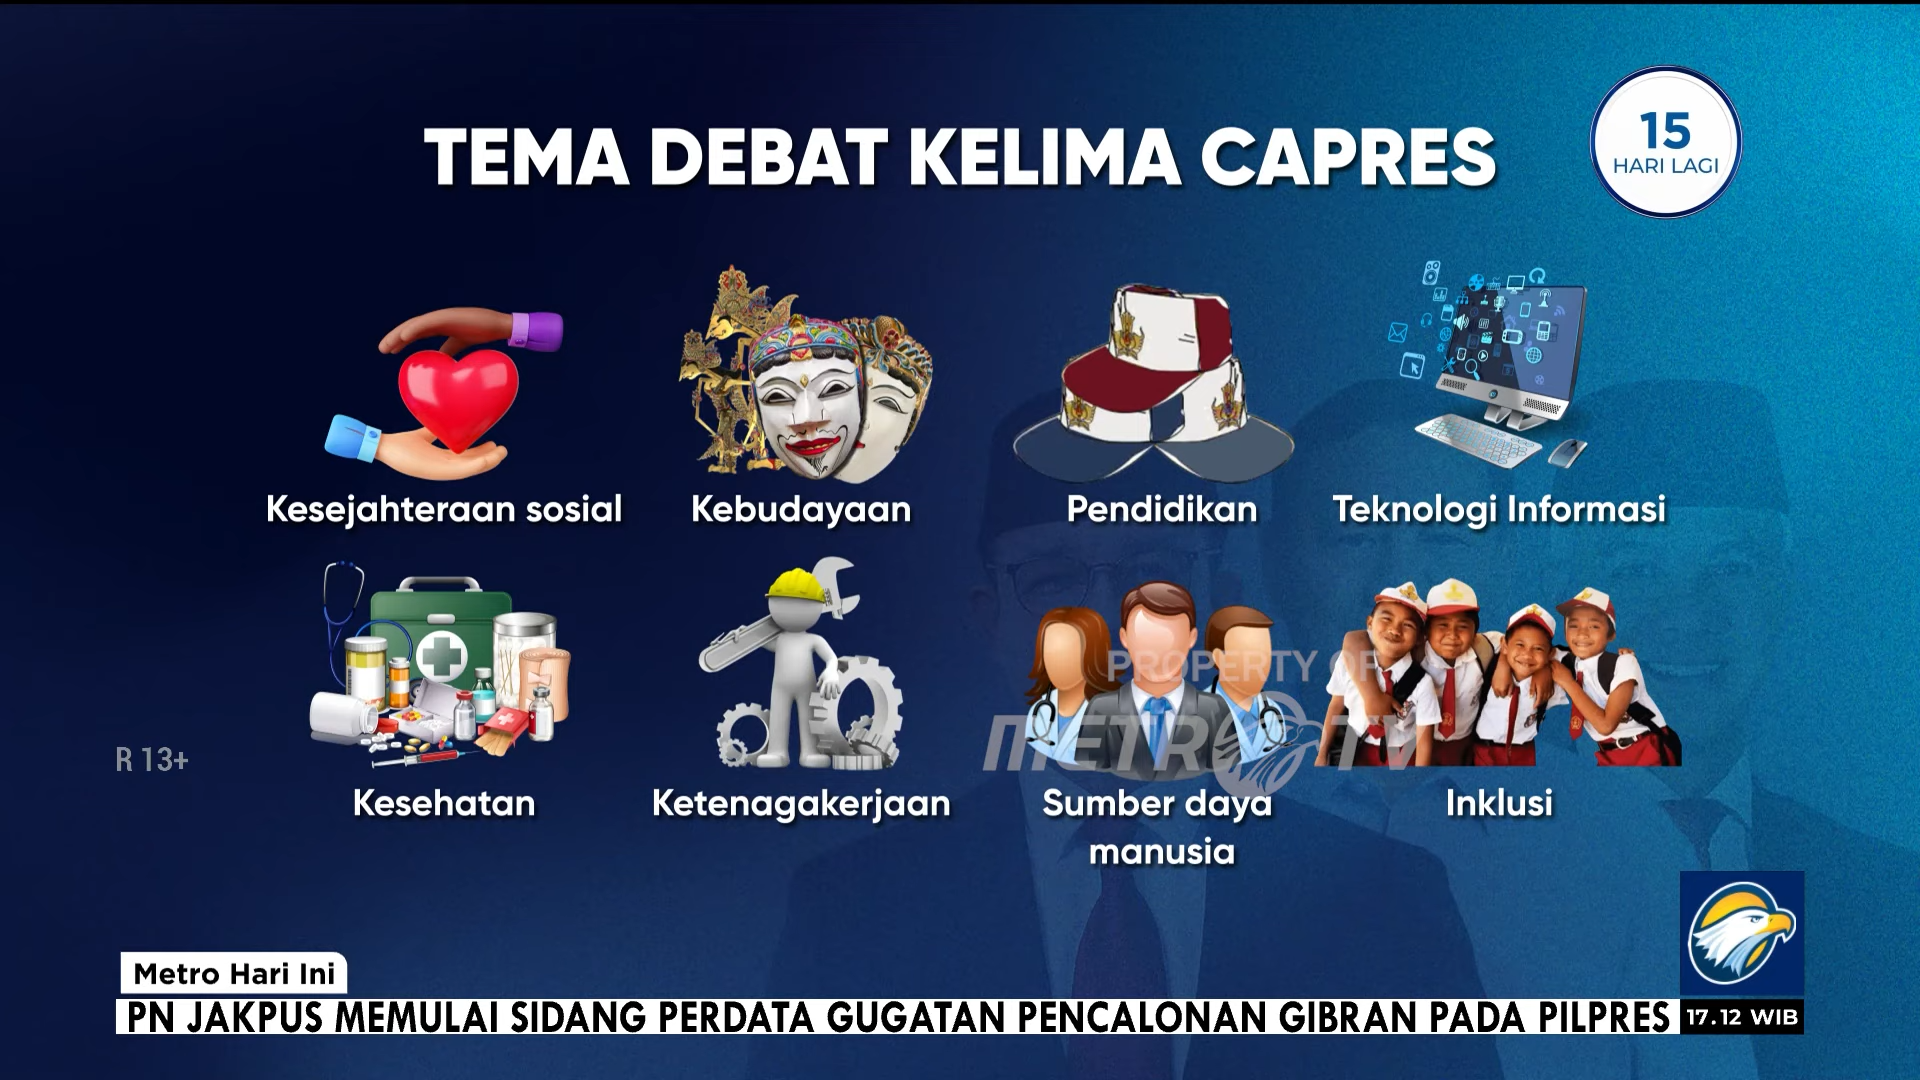 TEMA DEBAT KELIMA CAPRES
15
HARI LAGI
Kesejahteraan sosial
Kebudayaan
Pendidikan
Teknologi Informasi
Kesehatan
Ketenagakerjaan
Sumber daya
manusia
Inklusi
PROPERTY OF
METRO TV
R 13+
Metro Hari Ini
PN JAKPUS MEMULAI SIDANG PERDATA GUGATAN PENCALONAN GIBRAN PADA PILPRES
17.12 WIB